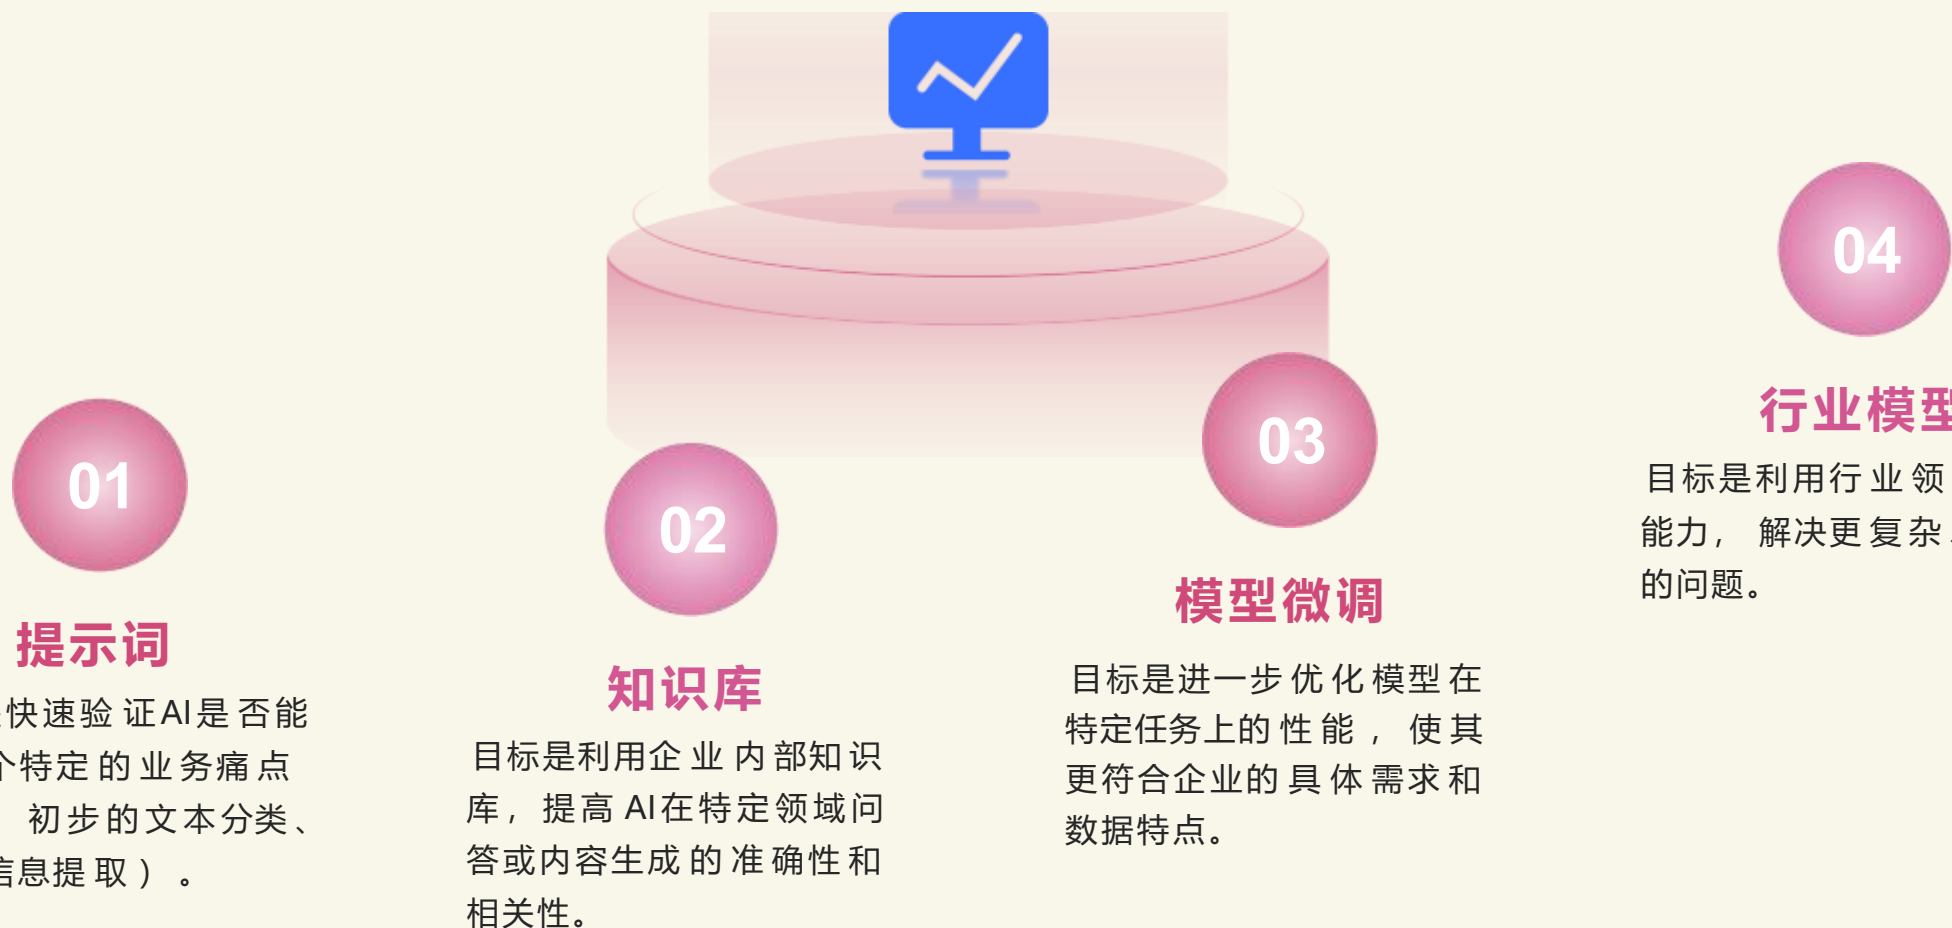 01
提示词
快速验证AI是否能
个特定的业务痛点
初步的文本分类、
信息提取）。
02
知识库
目标是利用企业内部知识
库，提高AI在特定领域问
答或内容生成的准确性和
相关性。
03
模型微调
目标是进一步优化模型在
特定任务上的性能，使其
更符合企业的具体需求和
数据特点。
04
行业模型
目标是利用行业领
能力，解决更复杂
的问题。